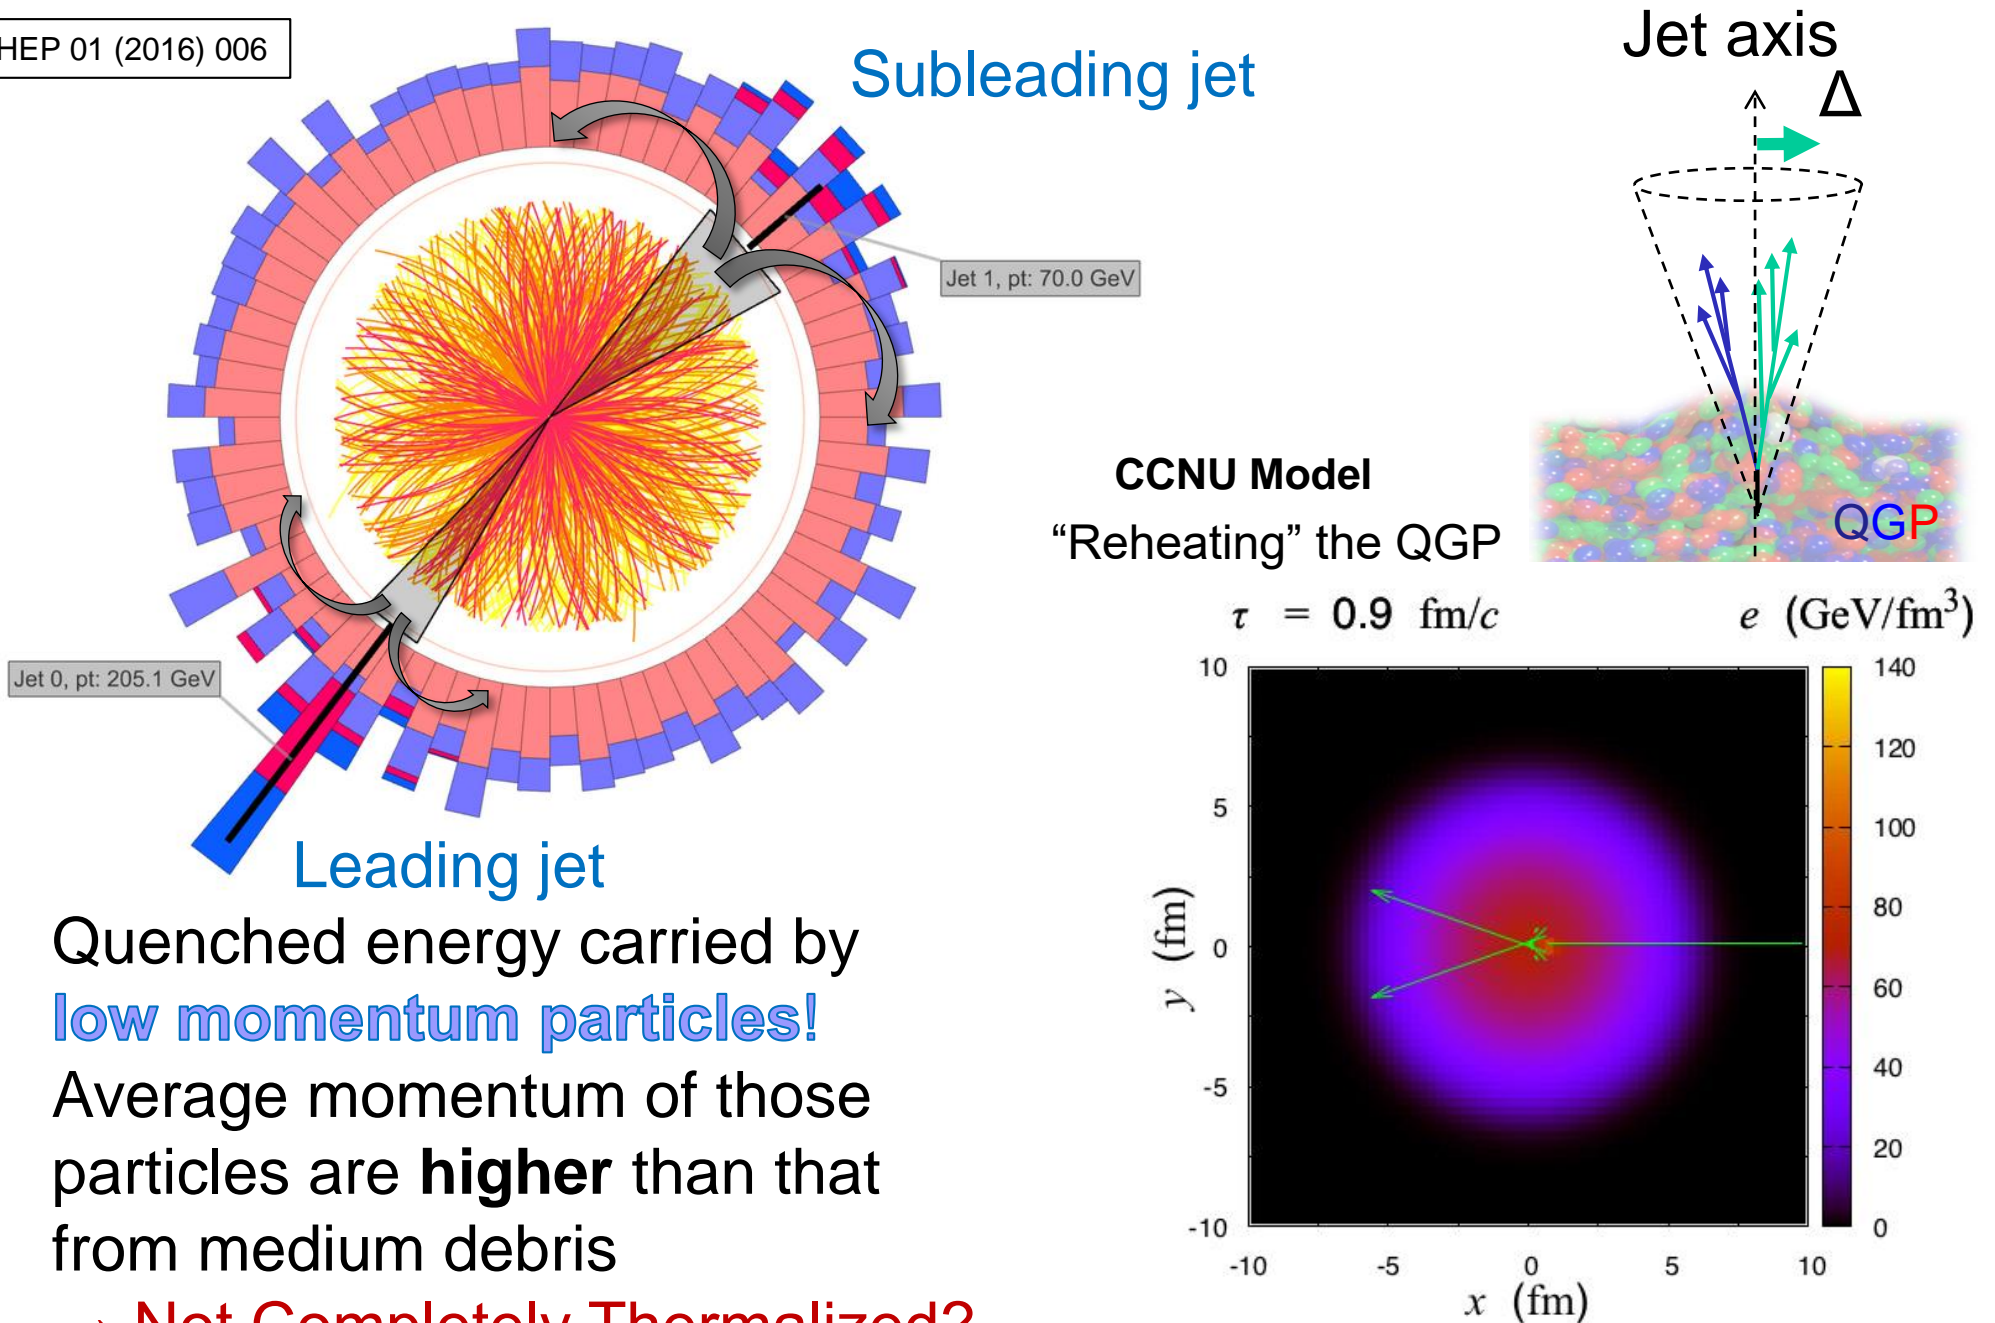 HEP 01 (2016) 006
Subleading jet
Jet axis
Δ
Jet 1, pt: 70.0 GeV
CCNU Model
“Reheating” the QGP
QGP
τ = 0.9 fm/c
e (GeV/fm³)
Jet 0, pt: 205.1 GeV
Leading jet
Quenched energy carried by
low momentum particles!
Average momentum of those
particles are higher than that
from medium debris
Not Completely Thermalized?
10
5
0
-5
-10
y (fm)
-10 -5 0 5 10
x (fm)
140
120
100
80
60
40
20
0